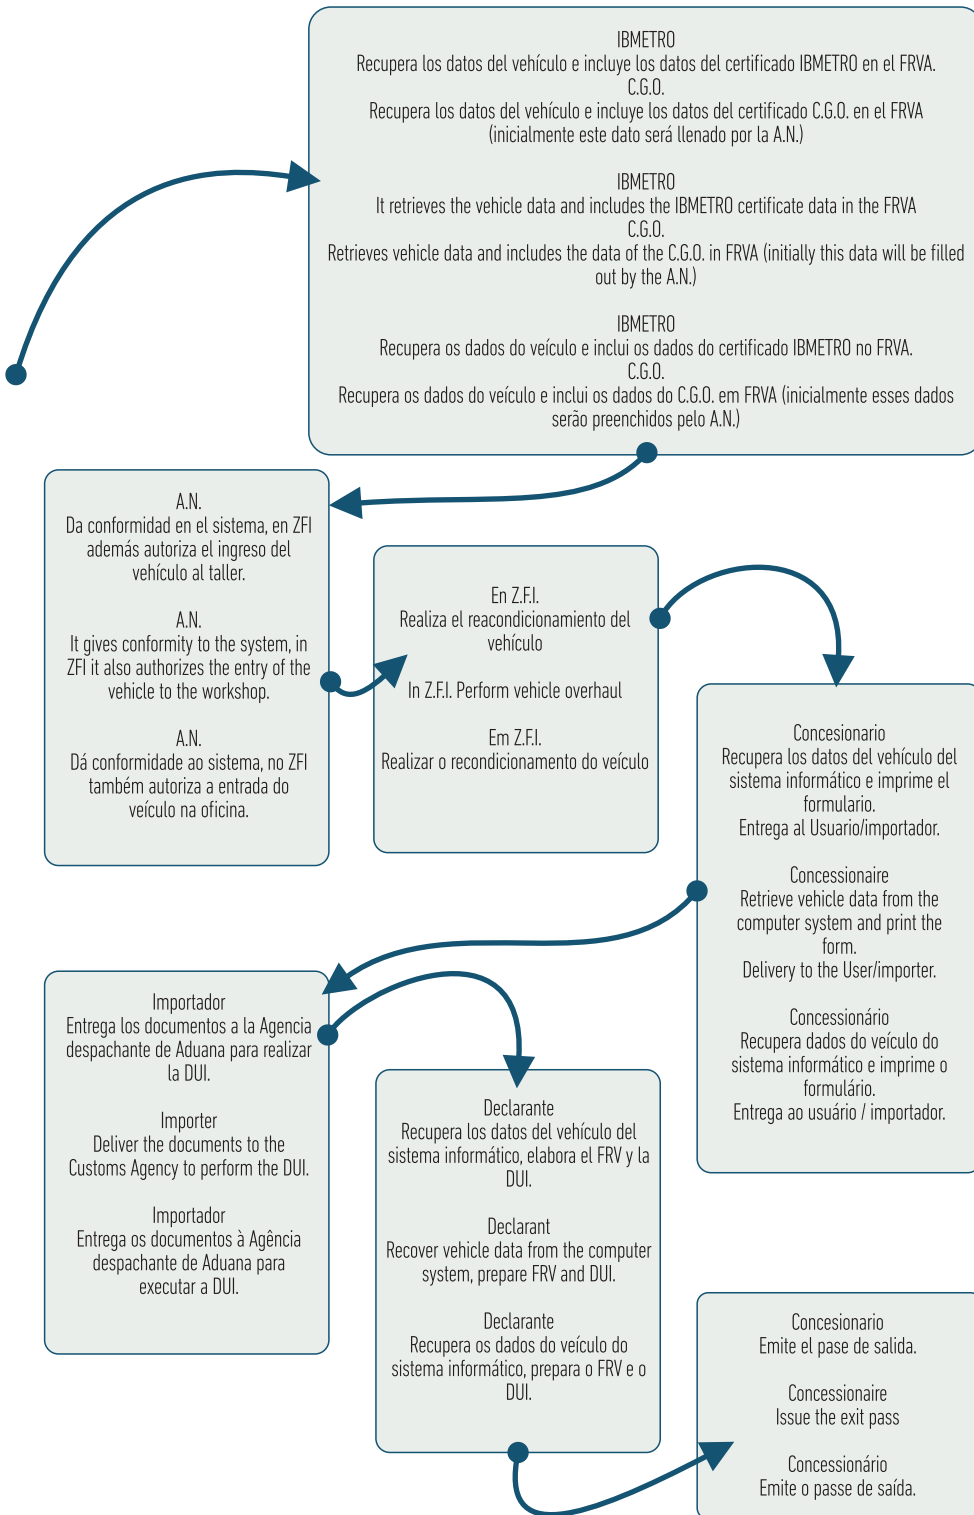 IBMETRO
Recupera los datos del vehículo e incluye los datos del certificado IBMETRO en el FRVA.
C.G.O.
Recupera los datos del vehículo e incluye los datos del certificado C.G.O. en el FRVA
(inicialmente este dato será llenado por la A.N.)
IBMETRO
It retrieves the vehicle data and includes the IBMETRO certificate data in the FRVA
C.G.O.
Retrieves vehicle data and includes the data of the C.G.O. in FRVA (initially this data will be filled
out by the A.N.)
IBMETRO
Recupera os dados do veículo e inclui os dados do certificado IBMETRO no FRVA.
C.G.O.
Recupera os dados do veículo e inclui os dados do C.G.O. em FRVA (inicialmente esses dados
serão preenchidos pelo A.N.)
A.N.
Da conformidad en el sistema, en ZFI
además autoriza el ingreso del
vehículo al taller.
A.N.
It gives conformity to the system, in
ZFI it also authorizes the entry of the
vehicle to the workshop.
A.N.
Dá conformidade ao sistema, no ZFI
também autoriza a entrada do
veículo na oficina.
En Z.F.I.
Realiza el reacondicionamiento del
vehículo
In Z.F.I. Perform vehicle overhaul
Em Z.F.I.
Realizar o recondicionamento do veículo
Concesionario
Recupera los datos del vehículo del
sistema informático e imprime el
formulario.
Entrega al Usuario/importador.
Concessionaire
Retrieve vehicle data from the
computer system and print the
form.
Delivery to the User/importer.
Concessionário
Recupera dados do veículo do
sistema informático e imprime o
formulário.
Entrega ao usuário / importador.
Importador
Entrega los documentos a la Agencia
despachante de Aduana para realizar
la DUI.
Importer
Deliver the documents to the
Customs Agency to perform the DUI.
Importador
Entrega os documentos à Agência
despachante de Aduana para
executar a DUI.
Declarante
Recupera los datos del vehículo del
sistema informático, elabora el FRV y la
DUI.
Declarant
Recover vehicle data from the computer
system, prepare FRV and DUI.
Declarante
Recupera os dados do veículo do
sistema informático, prepara o FRV e o
DUI.
Concesionario
Emite el pase de salida.
Concessionaire
Issue the exit pass
Concessionário
Emite o passe de saída.